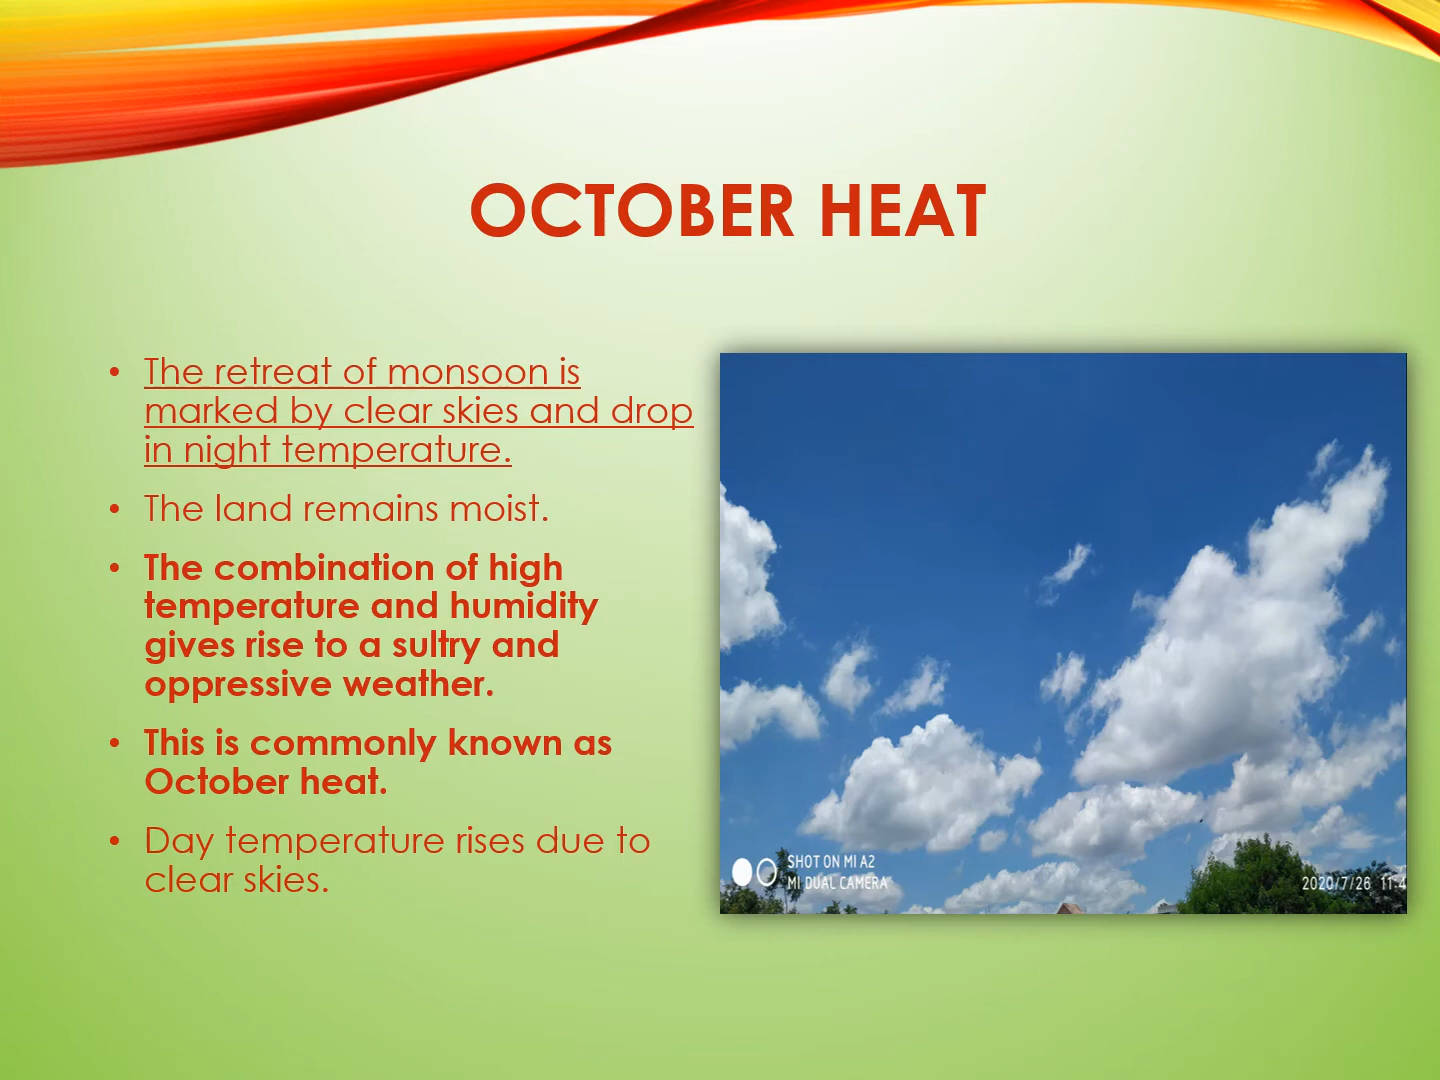 OCTOBER HEAT
• The retreat of monsoon is
marked by clear skies and drop
in night temperature.
• The land remains moist.
• The combination of high
temperature and humidity
gives rise to a sultry and
oppressive weather.
• This is commonly known as
October heat.
• Day temperature rises due to
clear skies.
SHOT ON MI A2
MI DUAL CAMERA
2020/7/26 11:4